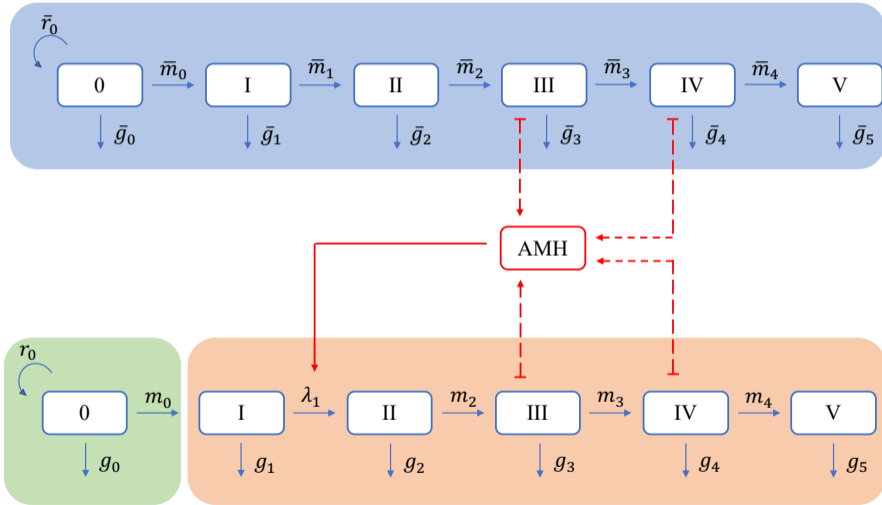 r̄₀
0 m̄₀ I m̄₁ II m̄₂ III m̄₃ IV m̄₄ V
ḡ₀ ḡ₁ ḡ₂ ḡ₃ ḡ₄ ḡ₅
AMH
r₀
0 m₀ I λ₁ II m₂ III m₃ IV m₄ V
g₀ g₁ g₂ g₃ g₄ g₅